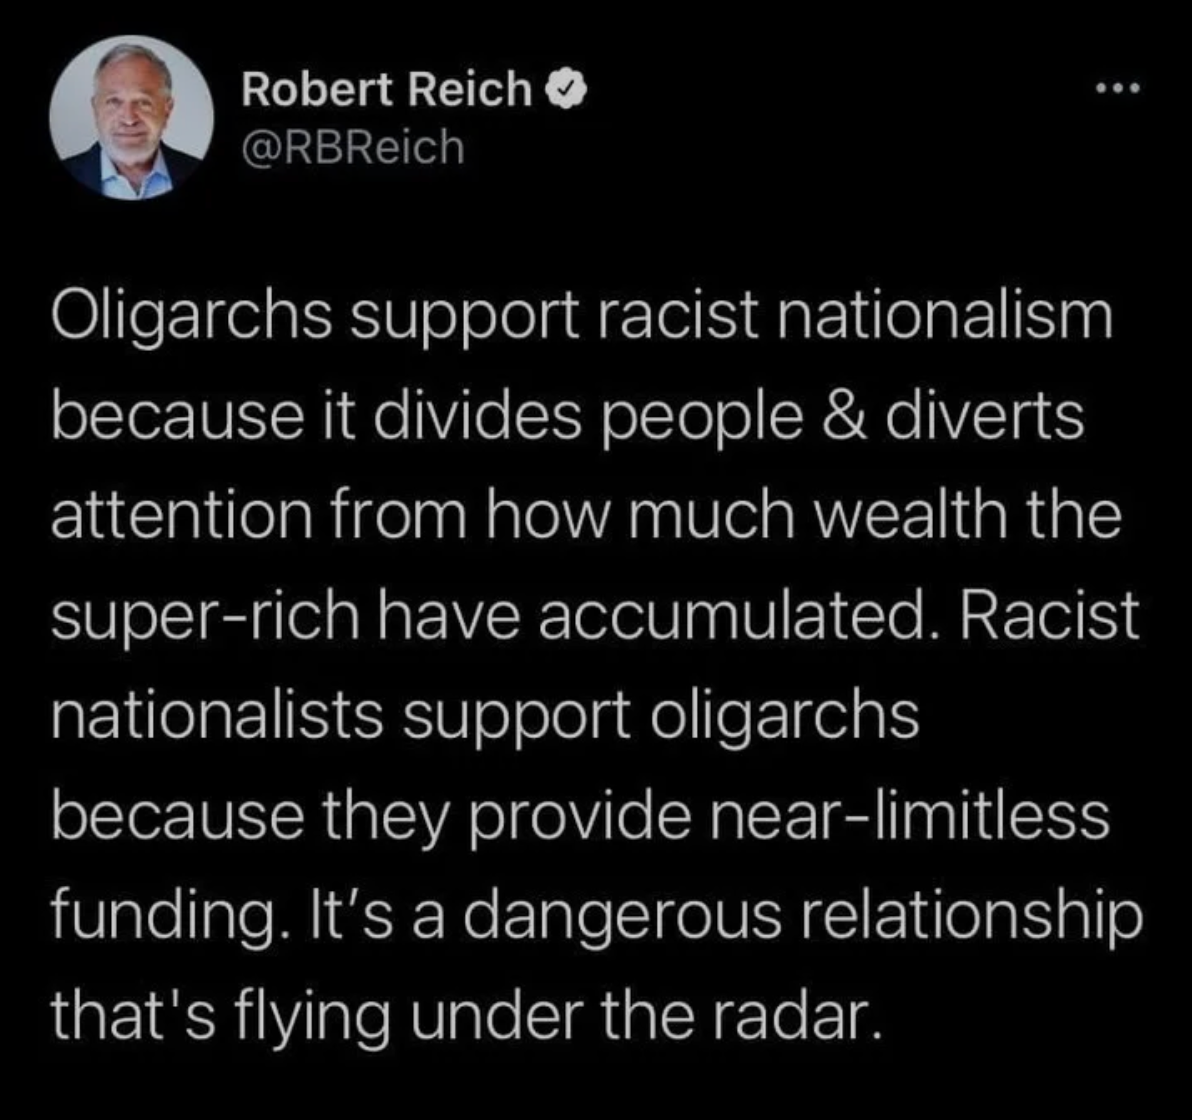 Robert Reich
@RBReich
Oligarchs support racist nationalism
because it divides people & diverts
attention from how much wealth the
super-rich have accumulated. Racist
nationalists support oligarchs
because they provide near-limitless
funding. It’s a dangerous relationship
that's flying under the radar.